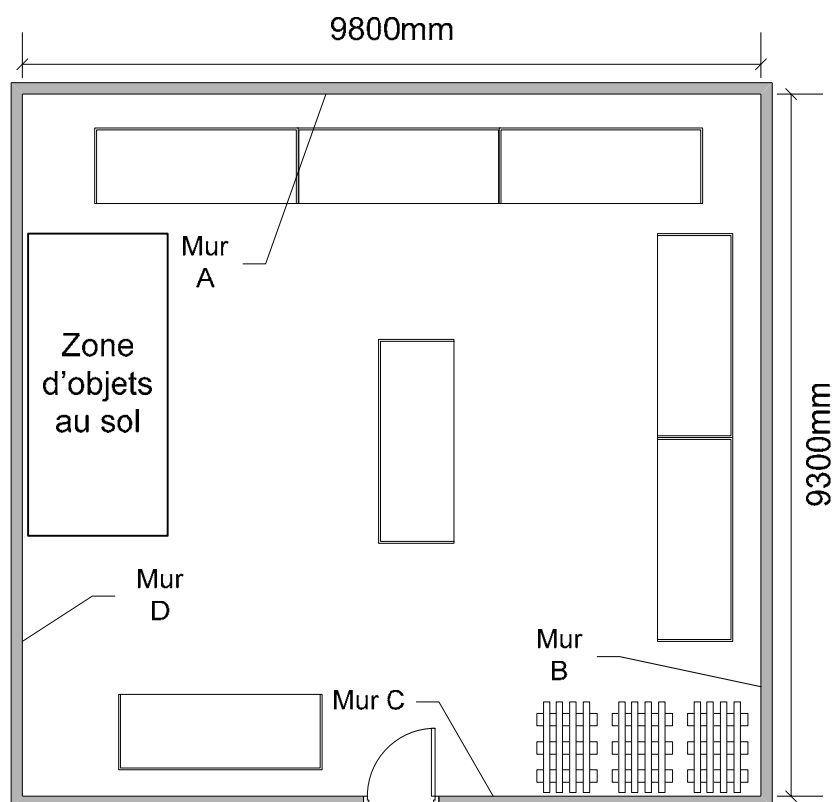 9800mm
Mur
A
Zone
d'objets
au sol
9300mm
Mur
D
Mur
B
Mur C